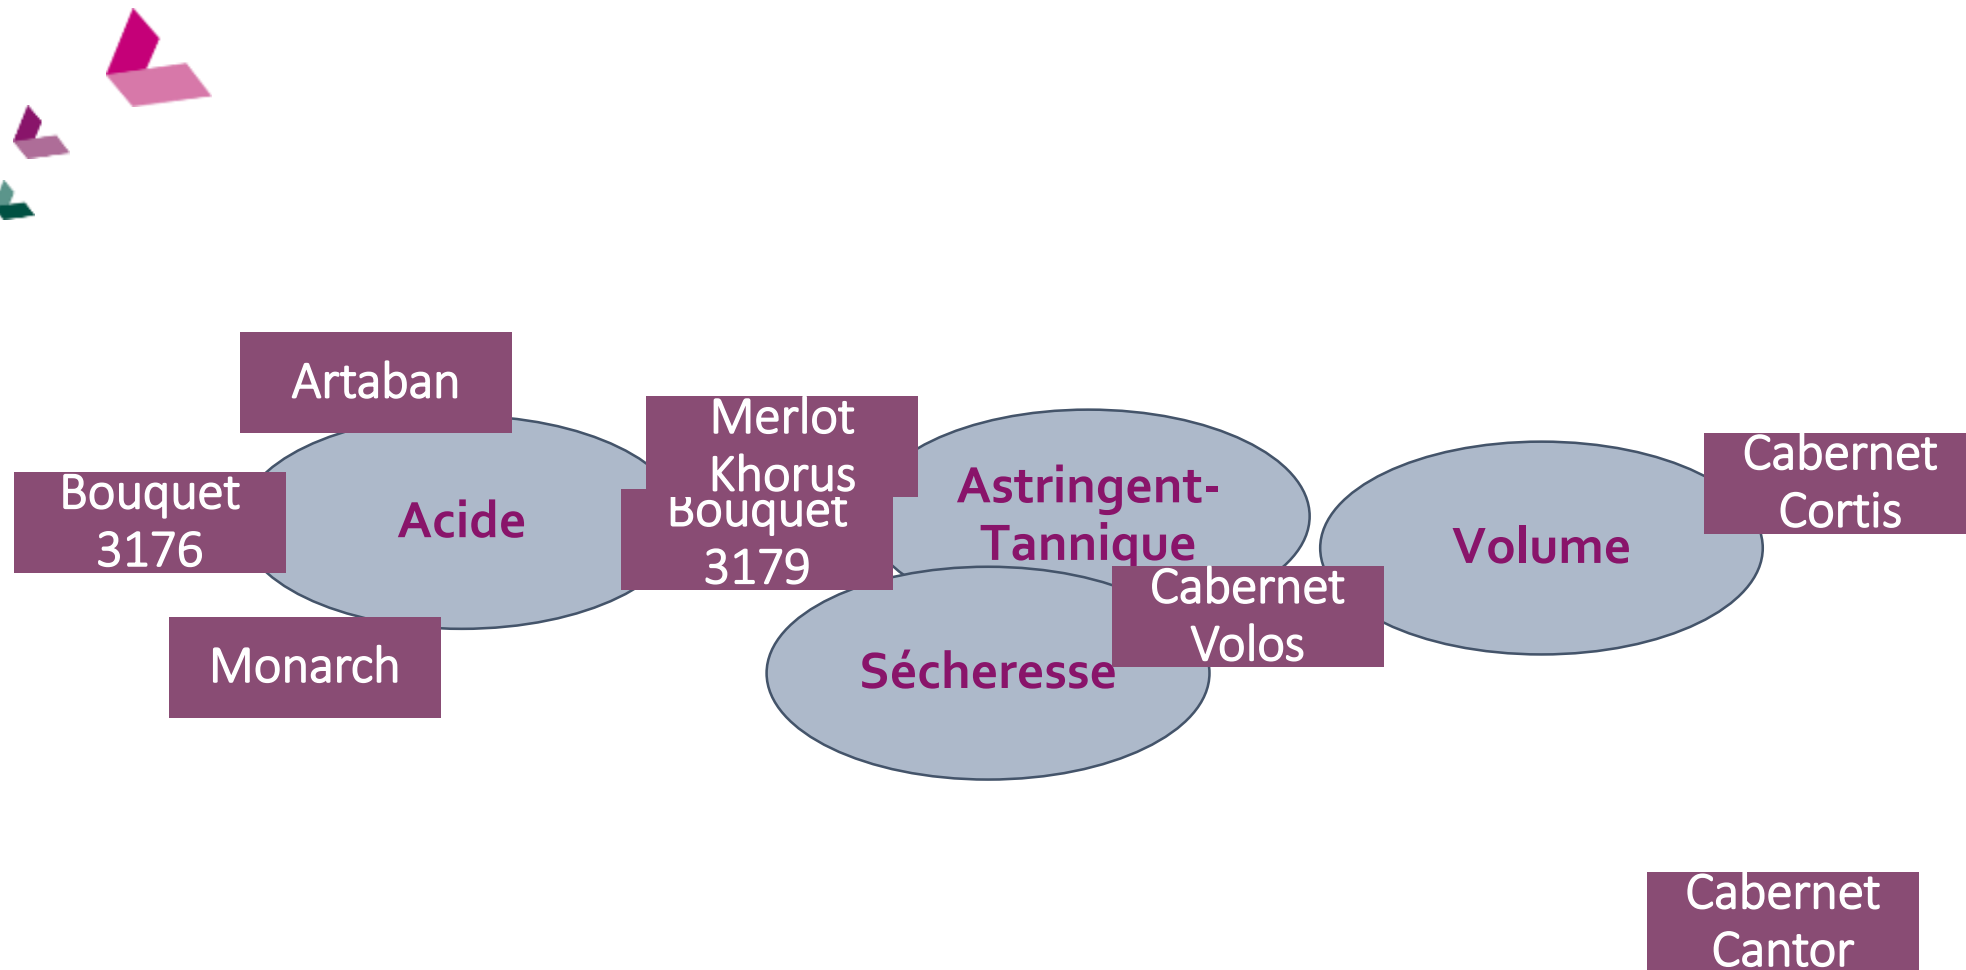 Artaban
Bouquet
3176
Acide
Monarch
Merlot
Khorus
Bouquet
3179
Astringent-
Tannique
Sécheresse
Cabernet
Volos
Volume
Cabernet
Cortis
Cabernet
Cantor